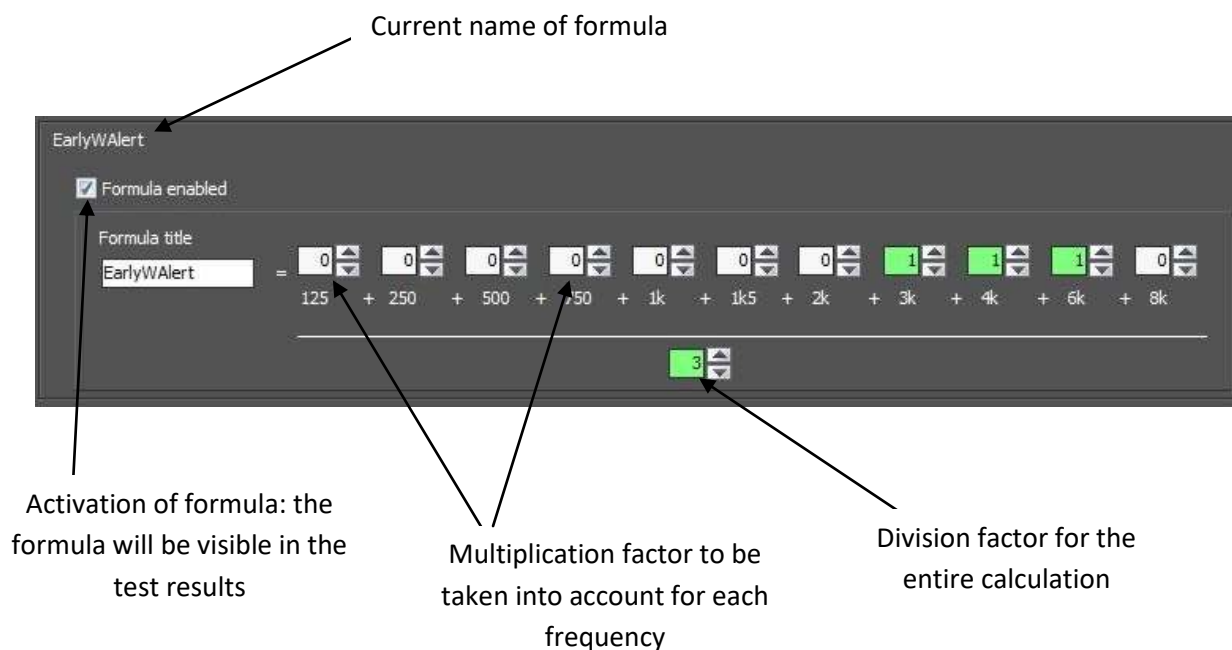 Current name of formula
EarlyWAlert
Formula enabled
Formula title
EarlyWAlert
= 0 0 0 0 0 0 0 1 1 1 0
125 + 250 + 500 + 750 + 1k + 1k5 + 2k + 3k + 4k + 6k + 8k
3
Activation of formula: the
formula will be visible in the
test results
Multiplication factor to be
taken into account for each
frequency
Division factor for the
entire calculation